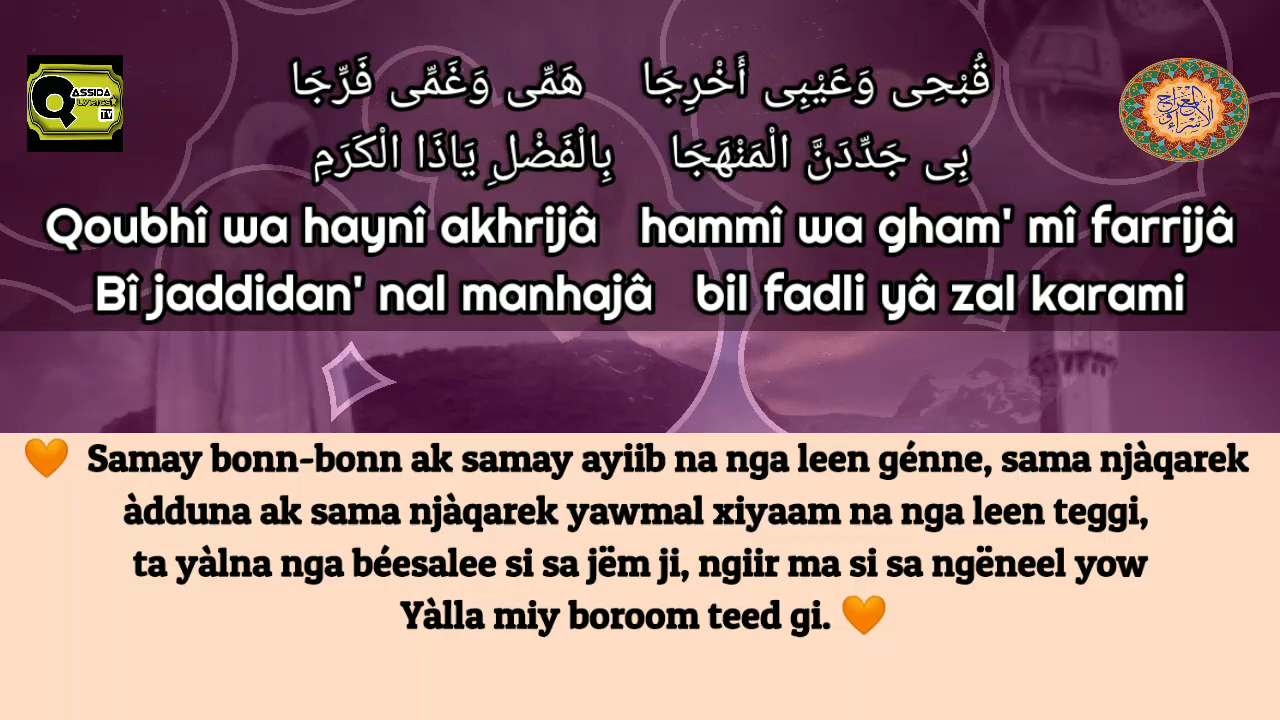 QASSIDA
LYRICS
TV
قُبْحِى وَعَيْبِى أَخْرِجَا هَمِّى وَغَمِّى فَرِّجَا
بِى جَدِّدَنَّ الْمَنْهَجَا بِالْفَضْلِ يَاذَا الْكَرَمِ
Qoubhî wa haynî akhrijâ hammî wa gham' mî farrijâ
Bî jaddidan' nal manhajâ bil fadli yâ zal karami
🧡 Samay bonn-bonn ak samay ayiib na nga leen génne, sama njàqarek
àdduna ak sama njàqarek yawmal xiyaam na nga leen teggi,
ta yàlna nga béesalee si sa jëm ji, ngiir ma si sa ngëneel yow
Yàlla miy boroom teed gi. 🧡